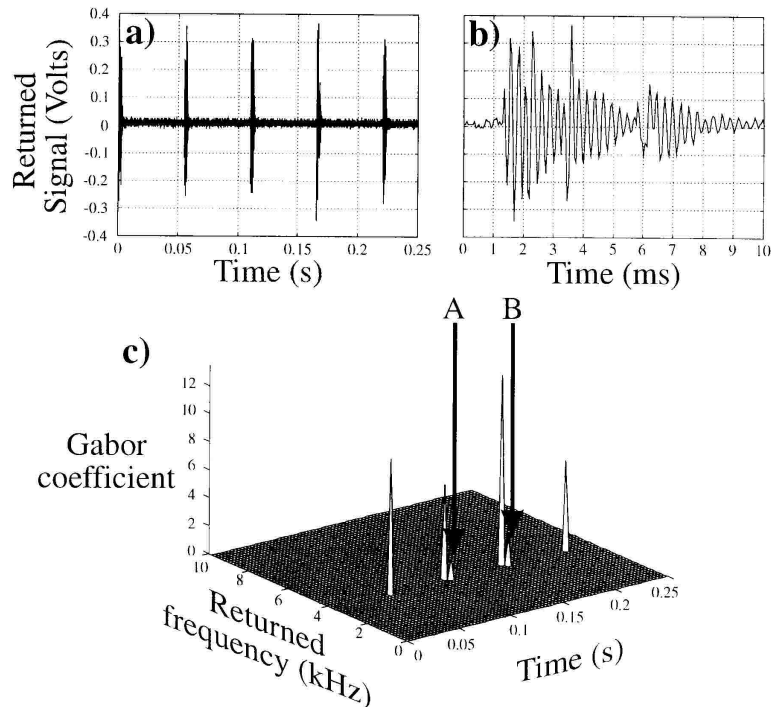 a)
0.4
0.3
0.2
0.1
0
-0.1
-0.2
-0.3
-0.4
Returned
Signal (Volts)
0 0.05 0.1 0.15 0.2 0.25
Time (s)
b)
0 1 2 3 4 5 6 7 8 9 10
Time (ms)
A B
c)
12
10
8
6
4
2
0
Gabor
coefficient
10 8 6 4 2 0
Returned
frequency (kHz)
0 0.05 0.1 0.15 0.2 0.25
Time (s)